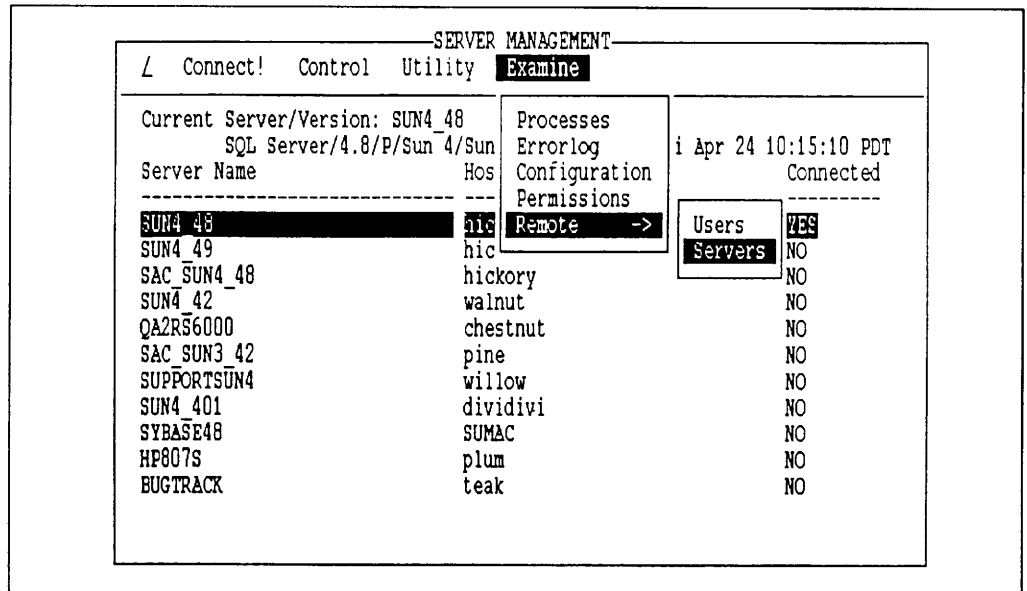 SERVER MANAGEMENT
/ Connect! Control Utility Examine
Current Server/Version: SUN4_48 Processes
SQL Server/4.8/P/Sun 4/Sun Errorlog i Apr 24 10:15:10 PDT
Server Name Hos Configuration Connected
Permissions
SUN4_48 hic Remote -> Users YES
SUN4_49 hic Servers NO
SAC_SUN4_48 hickory NO
SUN4_42 walnut NO
QA2RS6000 chestnut NO
SAC_SUN3_42 pine NO
SUPPORTSUN4 willow NO
SUN4_401 dividivi NO
SYBASE48 SUMAC NO
HP807S plum NO
BUGTRACK teak NO